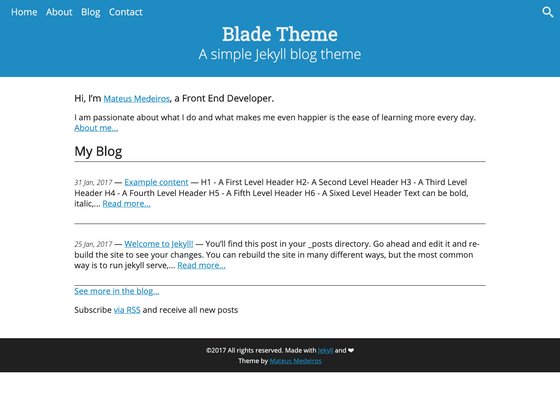 Home About Blog Contact
Blade Theme
A simple Jekyll blog theme
Hi, I’m Mateus Medeiros, a Front End Developer.
I am passionate about what I do and what makes me even happier is the ease of learning more every day.
About me...
My Blog
31 Jan, 2017 — Example content — H1 - A First Level Header H2- A Second Level Header H3 - A Third Level
Header H4 - A Fourth Level Header H5 - A Fifth Level Header H6 - A Sixed Level Header Text can be bold,
italic,... Read more...
25 Jan, 2017 — Welcome to Jekyll! — You’ll find this post in your _posts directory. Go ahead and edit it and re-
build the site to see your changes. You can rebuild the site in many different ways, but the most common
way is to run jekyll serve,... Read more...
See more in the blog...
Subscribe via RSS and receive all new posts
©2017 All rights reserved. Made with Jekyll and ❤
Theme by Mateus Medeiros